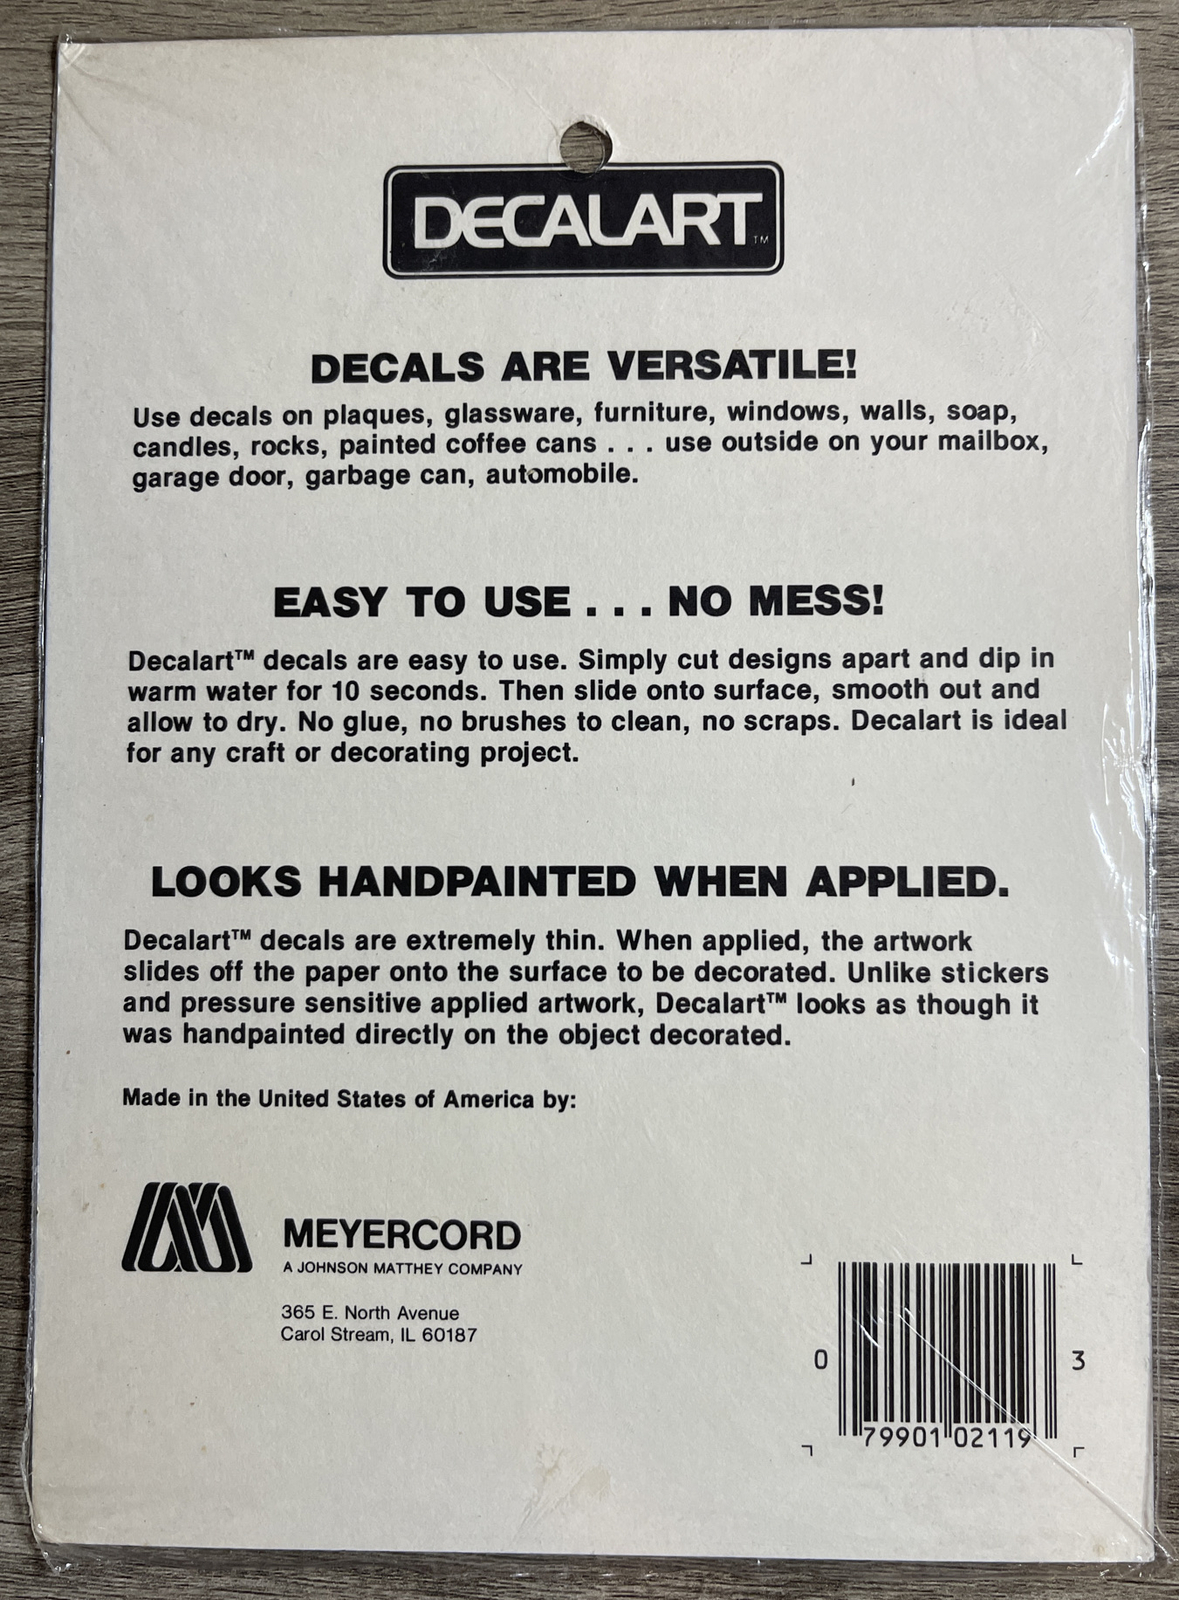 DECALART™
DECALS ARE VERSATILE!
Use decals on plaques, glassware, furniture, windows, walls, soap,
candles, rocks, painted coffee cans . . . use outside on your mailbox,
garage door, garbage can, automobile.
EASY TO USE . . . NO MESS!
Decalart™ decals are easy to use. Simply cut designs apart and dip in
warm water for 10 seconds. Then slide onto surface, smooth out and
allow to dry. No glue, no brushes to clean, no scraps. Decalart is ideal
for any craft or decorating project.
LOOKS HANDPAINTED WHEN APPLIED.
Decalart™ decals are extremely thin. When applied, the artwork
slides off the paper onto the surface to be decorated. Unlike stickers
and pressure sensitive applied artwork, Decalart™ looks as though it
was handpainted directly on the object decorated.
Made in the United States of America by:
MEYERCORD
A JOHNSON MATTHEY COMPANY
365 E. North Avenue
Carol Stream, IL 60187
0 79901 02119 3